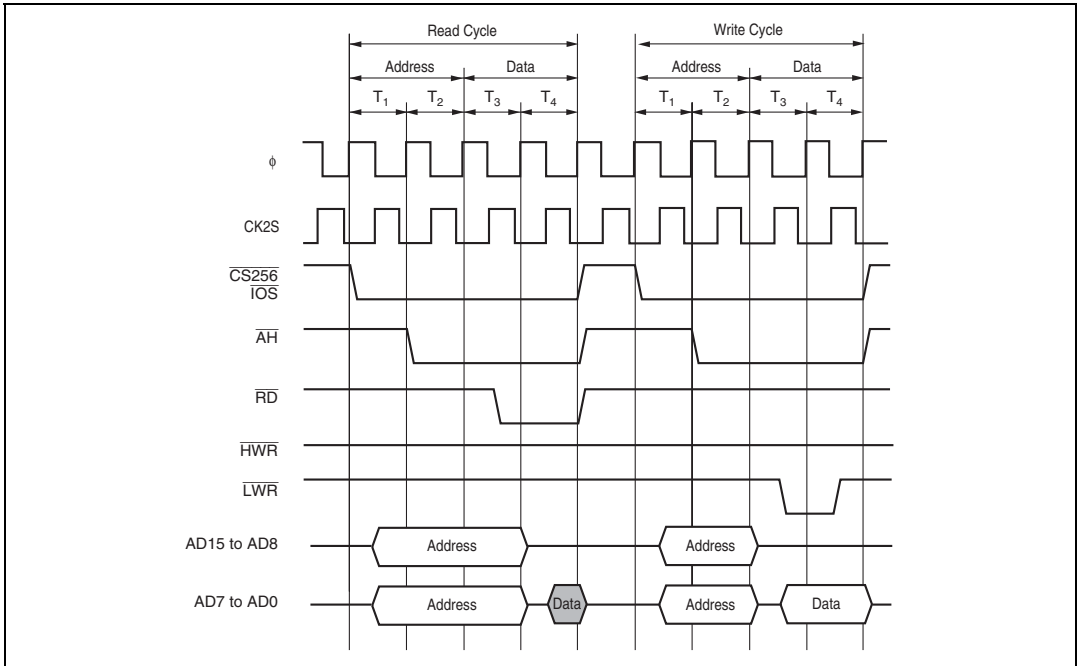 Read Cycle Write Cycle
Address Data Address Data
T₁ T₂ T₃ T₄ T₁ T₂ T₃ T₄
ϕ
CK2S
CS256
IOS
AH
RD
HWR
LWR
AD15 to AD8 Address Address
AD7 to AD0 Address Data Address Data